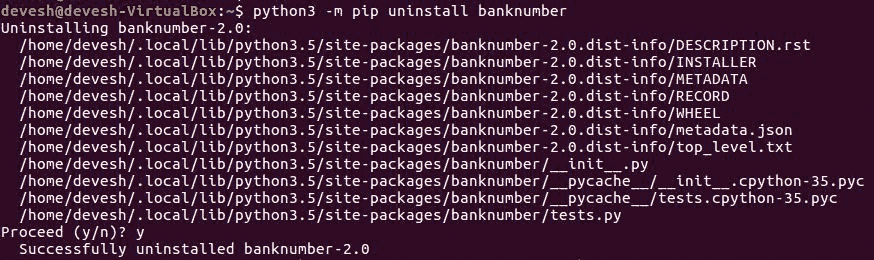 devesh@devesh-VirtualBox:~$ python3 -m pip uninstall banknumber
Uninstalling banknumber-2.0:
  /home/devesh/.local/lib/python3.5/site-packages/banknumber-2.0.dist-info/DESCRIPTION.rst
  /home/devesh/.local/lib/python3.5/site-packages/banknumber-2.0.dist-info/INSTALLER
  /home/devesh/.local/lib/python3.5/site-packages/banknumber-2.0.dist-info/METADATA
  /home/devesh/.local/lib/python3.5/site-packages/banknumber-2.0.dist-info/RECORD
  /home/devesh/.local/lib/python3.5/site-packages/banknumber-2.0.dist-info/WHEEL
  /home/devesh/.local/lib/python3.5/site-packages/banknumber-2.0.dist-info/metadata.json
  /home/devesh/.local/lib/python3.5/site-packages/banknumber-2.0.dist-info/top_level.txt
  /home/devesh/.local/lib/python3.5/site-packages/banknumber/__init__.py
  /home/devesh/.local/lib/python3.5/site-packages/banknumber/__pycache__/__init__.cpython-35.pyc
  /home/devesh/.local/lib/python3.5/site-packages/banknumber/__pycache__/tests.cpython-35.pyc
  /home/devesh/.local/lib/python3.5/site-packages/banknumber/tests.py
Proceed (y/n)? y
  Successfully uninstalled banknumber-2.0